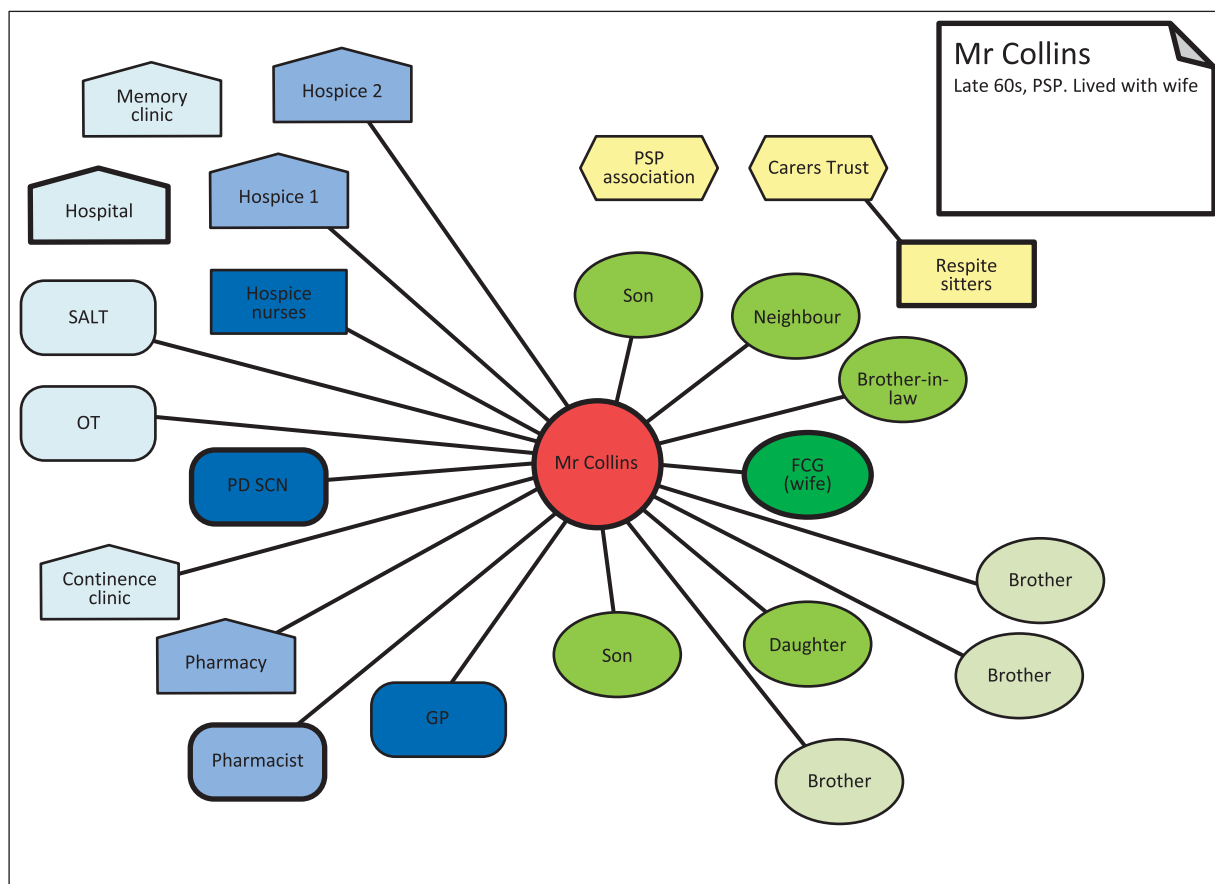 Mr Collins
Late 60s, PSP. Lived with wife
Memory
clinic
Hospice 2
PSP
association
Carers Trust
Hospital
Hospice 1
Respite
sitters
SALT
Hospice
nurses
Son
Neighbour
Brother-in-
law
OT
PD SCN
Mr Collins
FCG
(wife)
Continence
clinic
Brother
Pharmacy
Son
Daughter
Brother
GP
Pharmacist
Brother